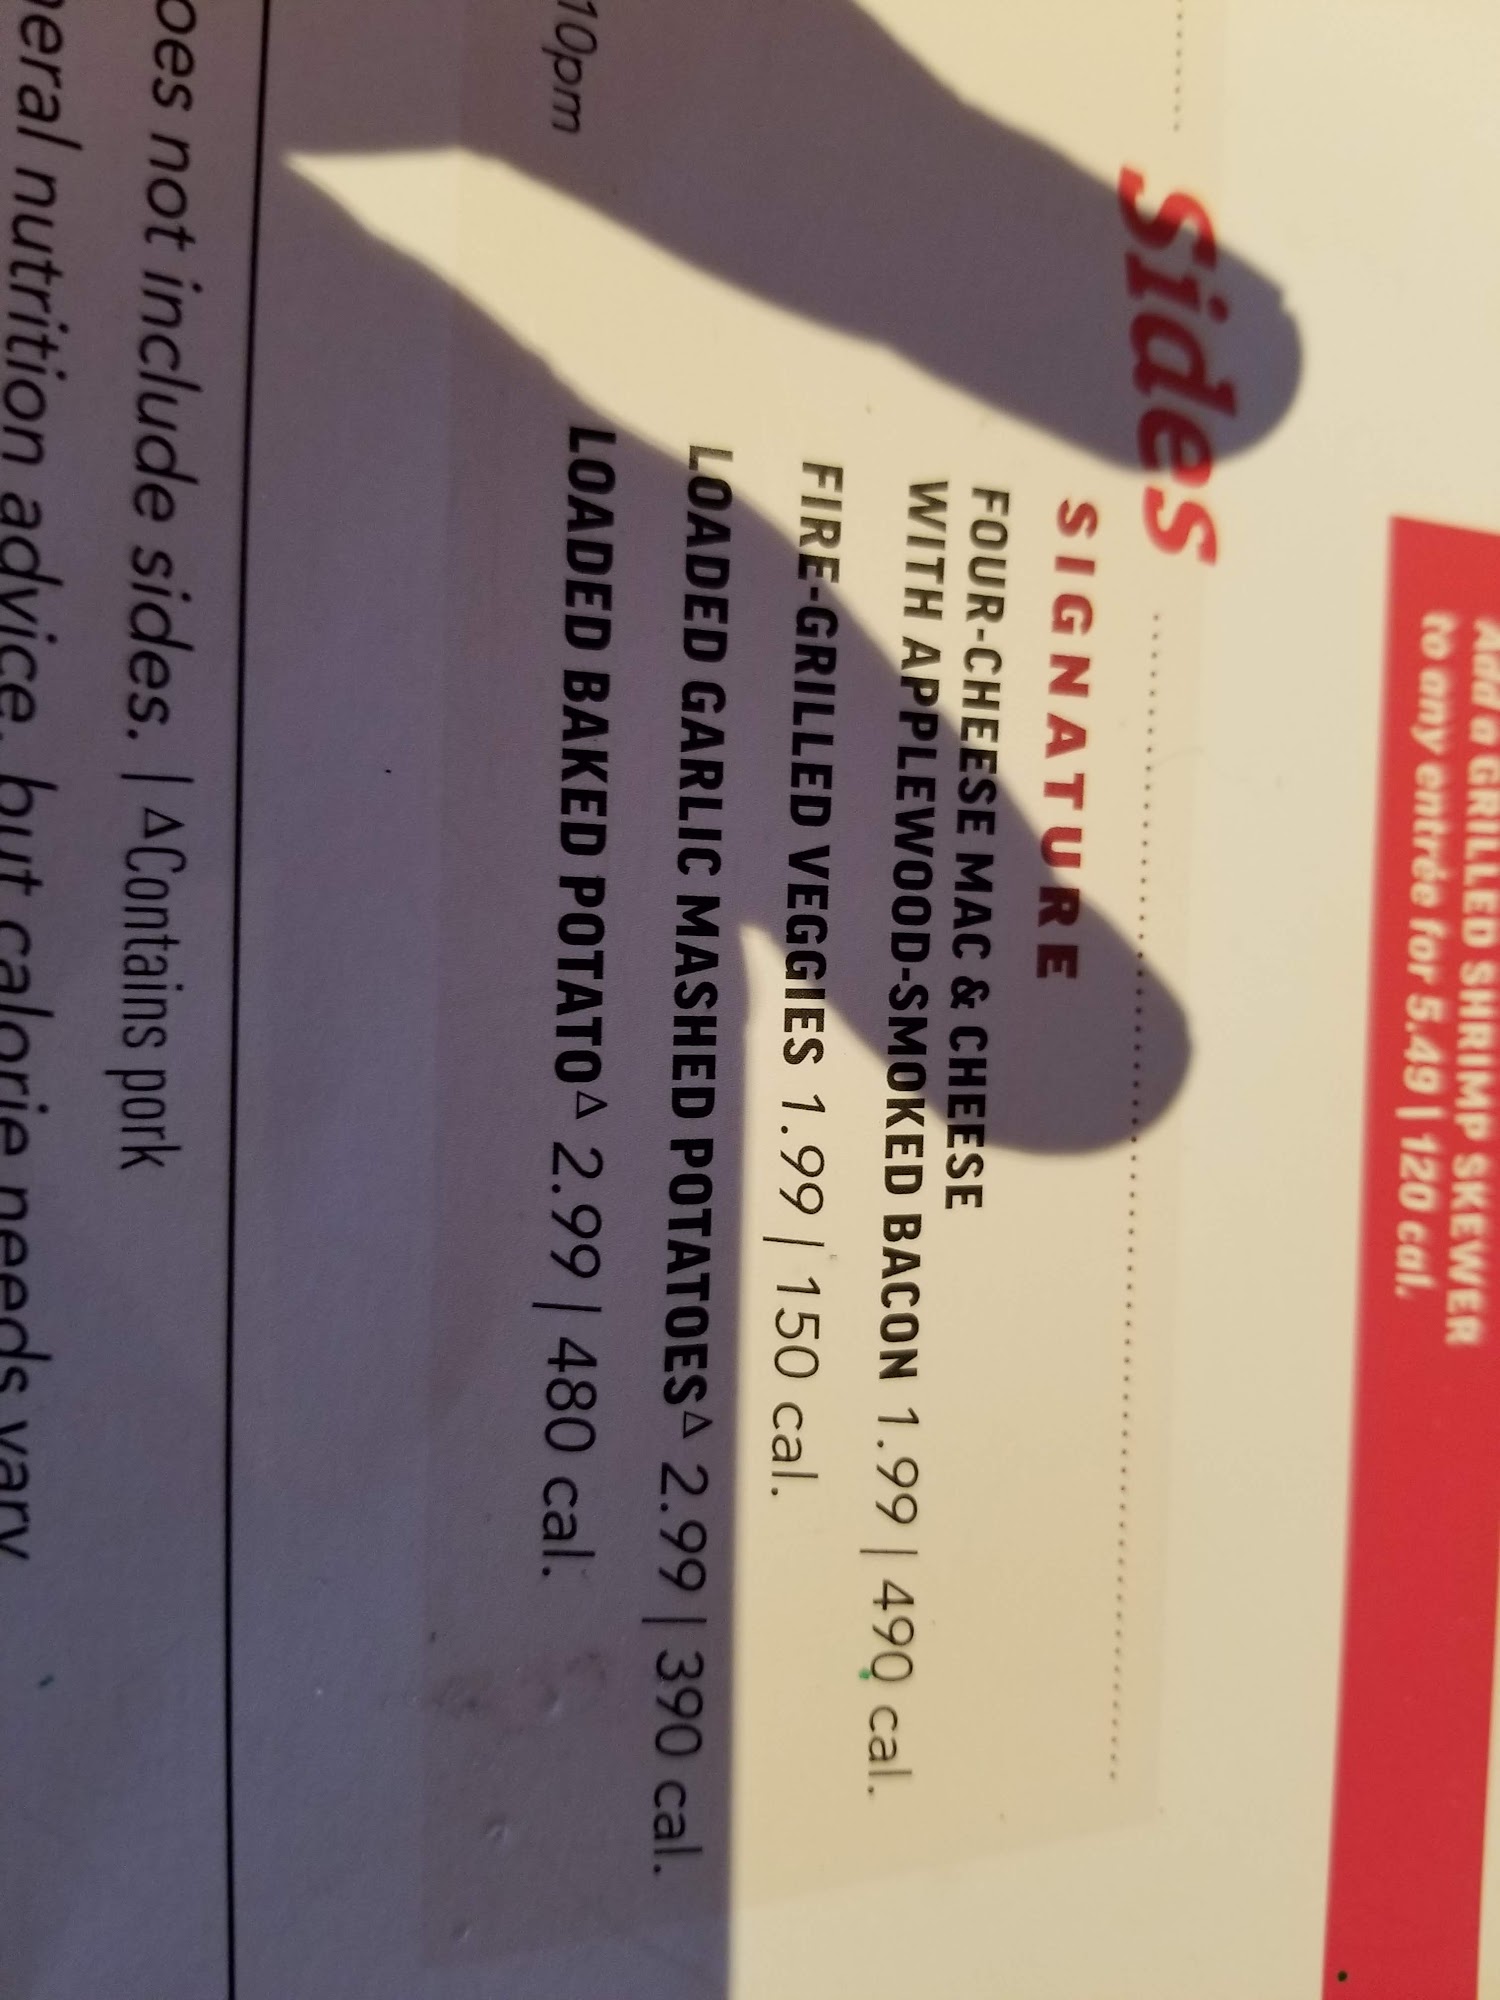 Add a GRILLED SHRIMP SKEWER
to any entrée for 5.49 | 120 cal.
Sides
SIGNATURE
FOUR-CHEESE MAC & CHEESE
WITH APPLEWOOD-SMOKED BACON 1.99 | 490 cal.
FIRE-GRILLED VEGGIES 1.99 | 150 cal.
LOADED GARLIC MASHED POTATOES∆ 2.99 | 390 cal.
LOADED BAKED POTATO∆ 2.99 | 480 cal.
10pm
oes not include sides. | ∆Contains pork
neral nutrition advice, but calorie needs vary